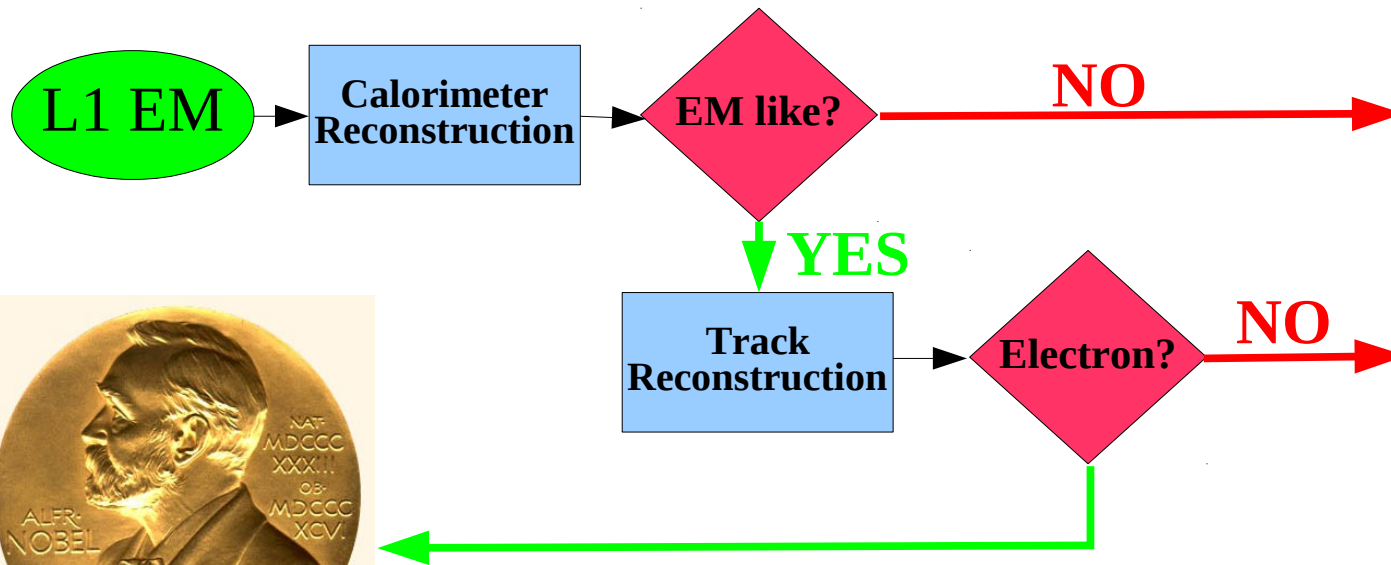 L1 EM
Calorimeter
Reconstruction
EM like?
NO
YES
Track
Reconstruction
Electron?
NO
NAT-
MDCCC
XXXIII
OB-
MDCCC
XCVI
ALFR-
NOBEL